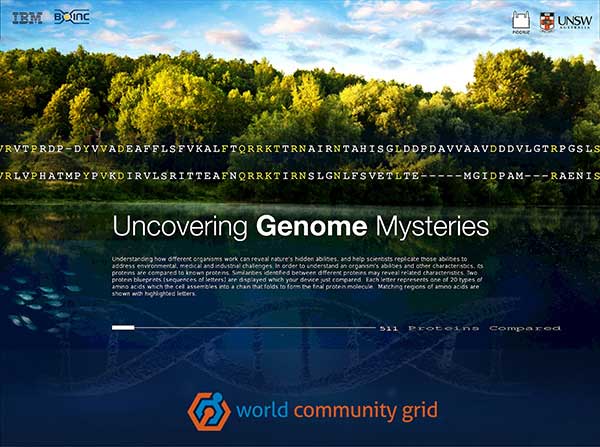 IBM BOINC FIOCRUZ UNSW
AUSTRALIA
VRVTPRDP-DYVVADEAFFLSFVKALFTQRRKTTRNAIRNTAHISGLDDPDAVVAAVDDDVLGTRPGSLS
VRLVPHATMPYPVKDIRVLSRITTEAFNQRRKTIRNSLGNLFSVETLTE-----MGIDPAM---RAENIS
Uncovering Genome Mysteries
Understanding how different organisms work can reveal nature's hidden abilities, and help scientists replicate those abilities to
address environmental, medical and industrial challenges. In order to understand an organism's abilities and other characteristics, its
proteins are compared to known proteins. Similarities identified between different proteins may reveal related characteristics. Two
protein blueprints (sequences of letters) are displayed which your device just compared. Each letter represents one of 20 types of
amino acids which the cell assembles into a chain that folds to form the final protein molecule. Matching regions of amino acids are
shown with highlighted letters.
511 Proteins Compared
world community grid